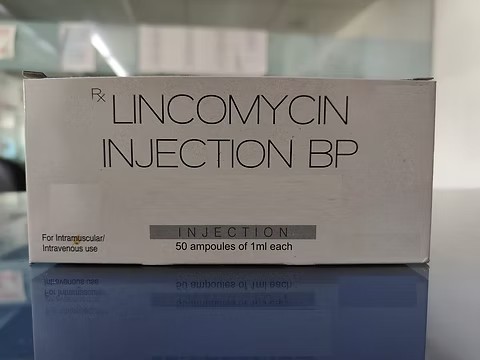 Rx LINCOMYCIN
INJECTION BP
INJECTION
50 ampoules of 1ml each
For Intramuscular/
Intravenous use